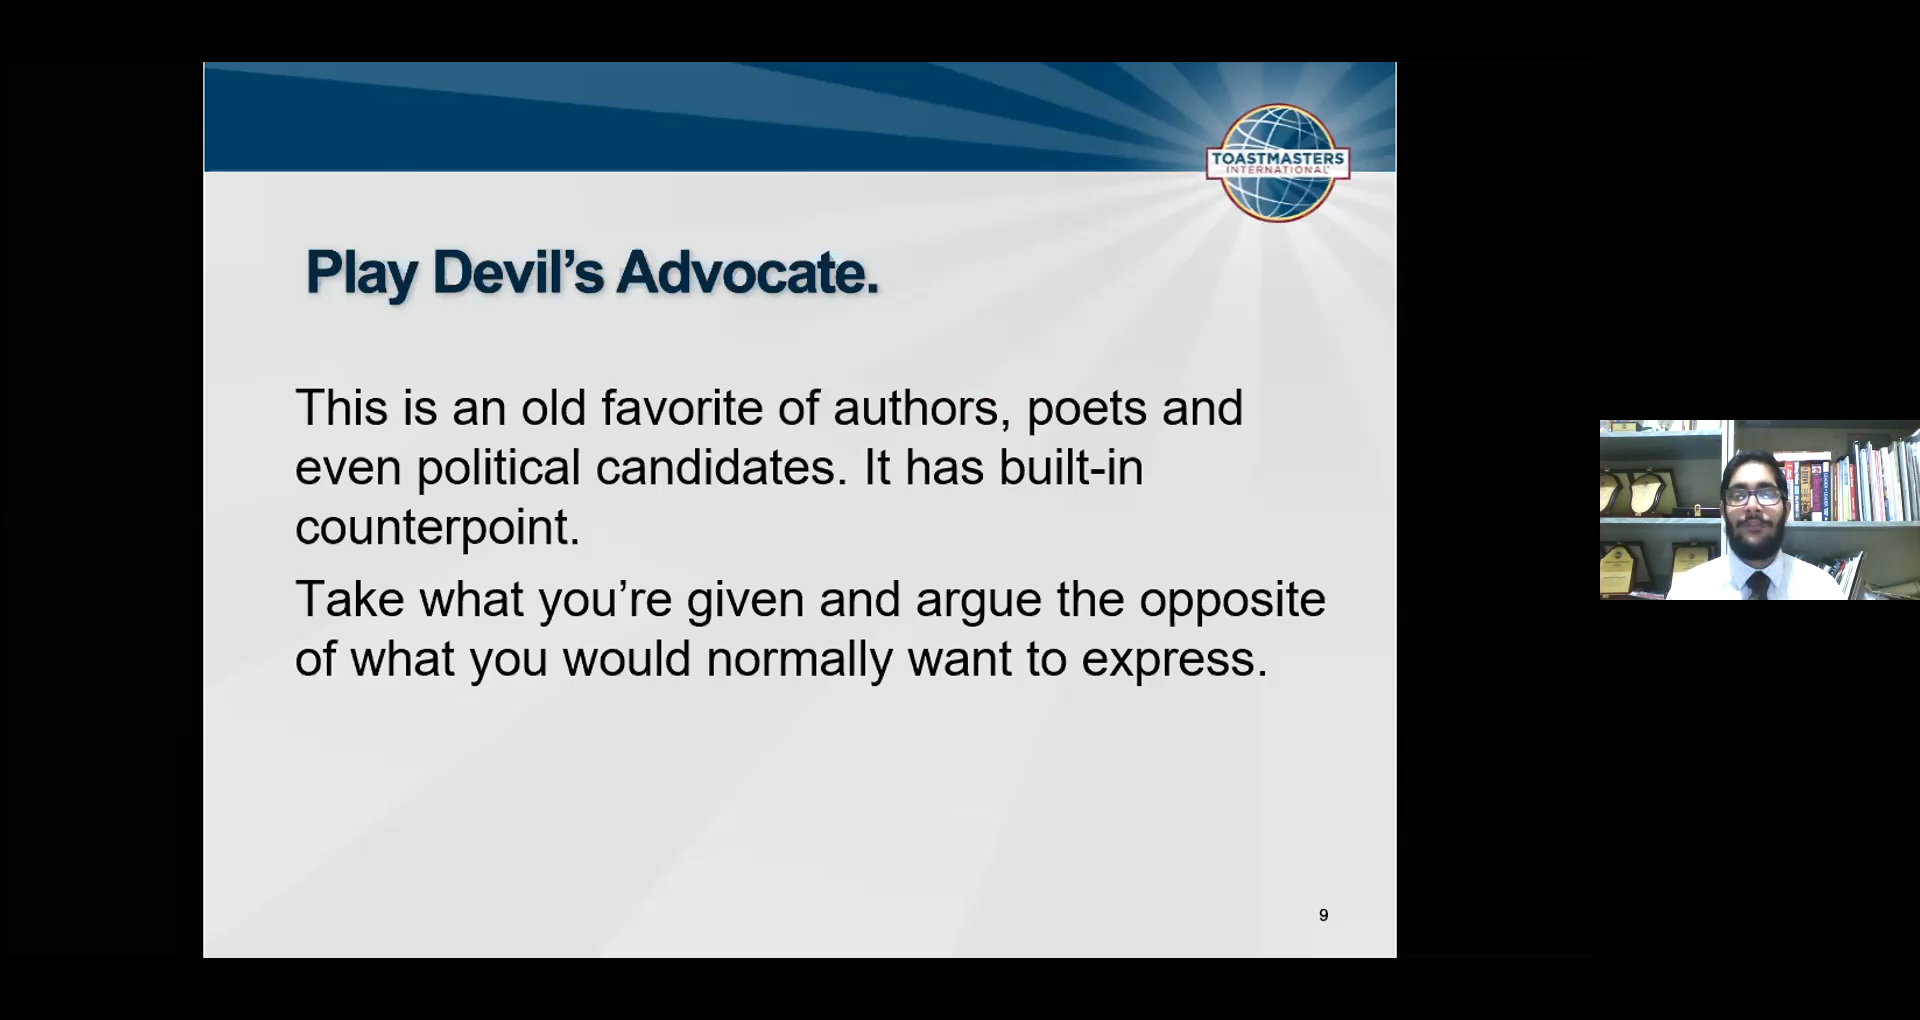 TOASTMASTERS
INTERNATIONAL
Play Devil’s Advocate.
This is an old favorite of authors, poets and
even political candidates. It has built-in
counterpoint.
Take what you’re given and argue the opposite
of what you would normally want to express.
9